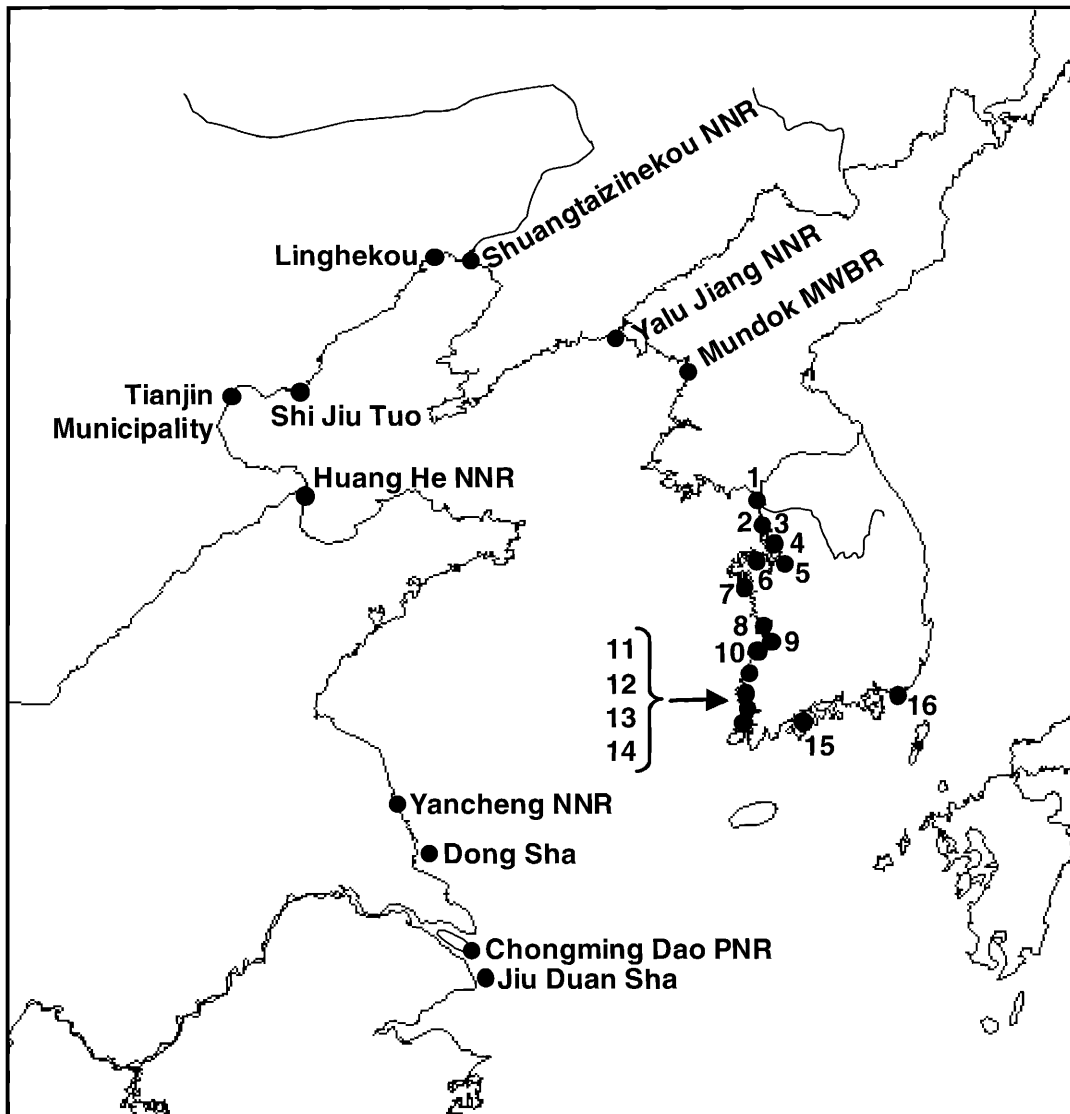 Shuangtaizihekou NNR
Linghekou
Yalu Jiang NNR
Mundok MWBR
Tianjin
Municipality
Shi Jiu Tuo
Huang He NNR
1
2
3
4
5
6
7
8
9
10
11
12
13
14
15
16
Yancheng NNR
Dong Sha
Chongming Dao PNR
Jiu Duan Sha